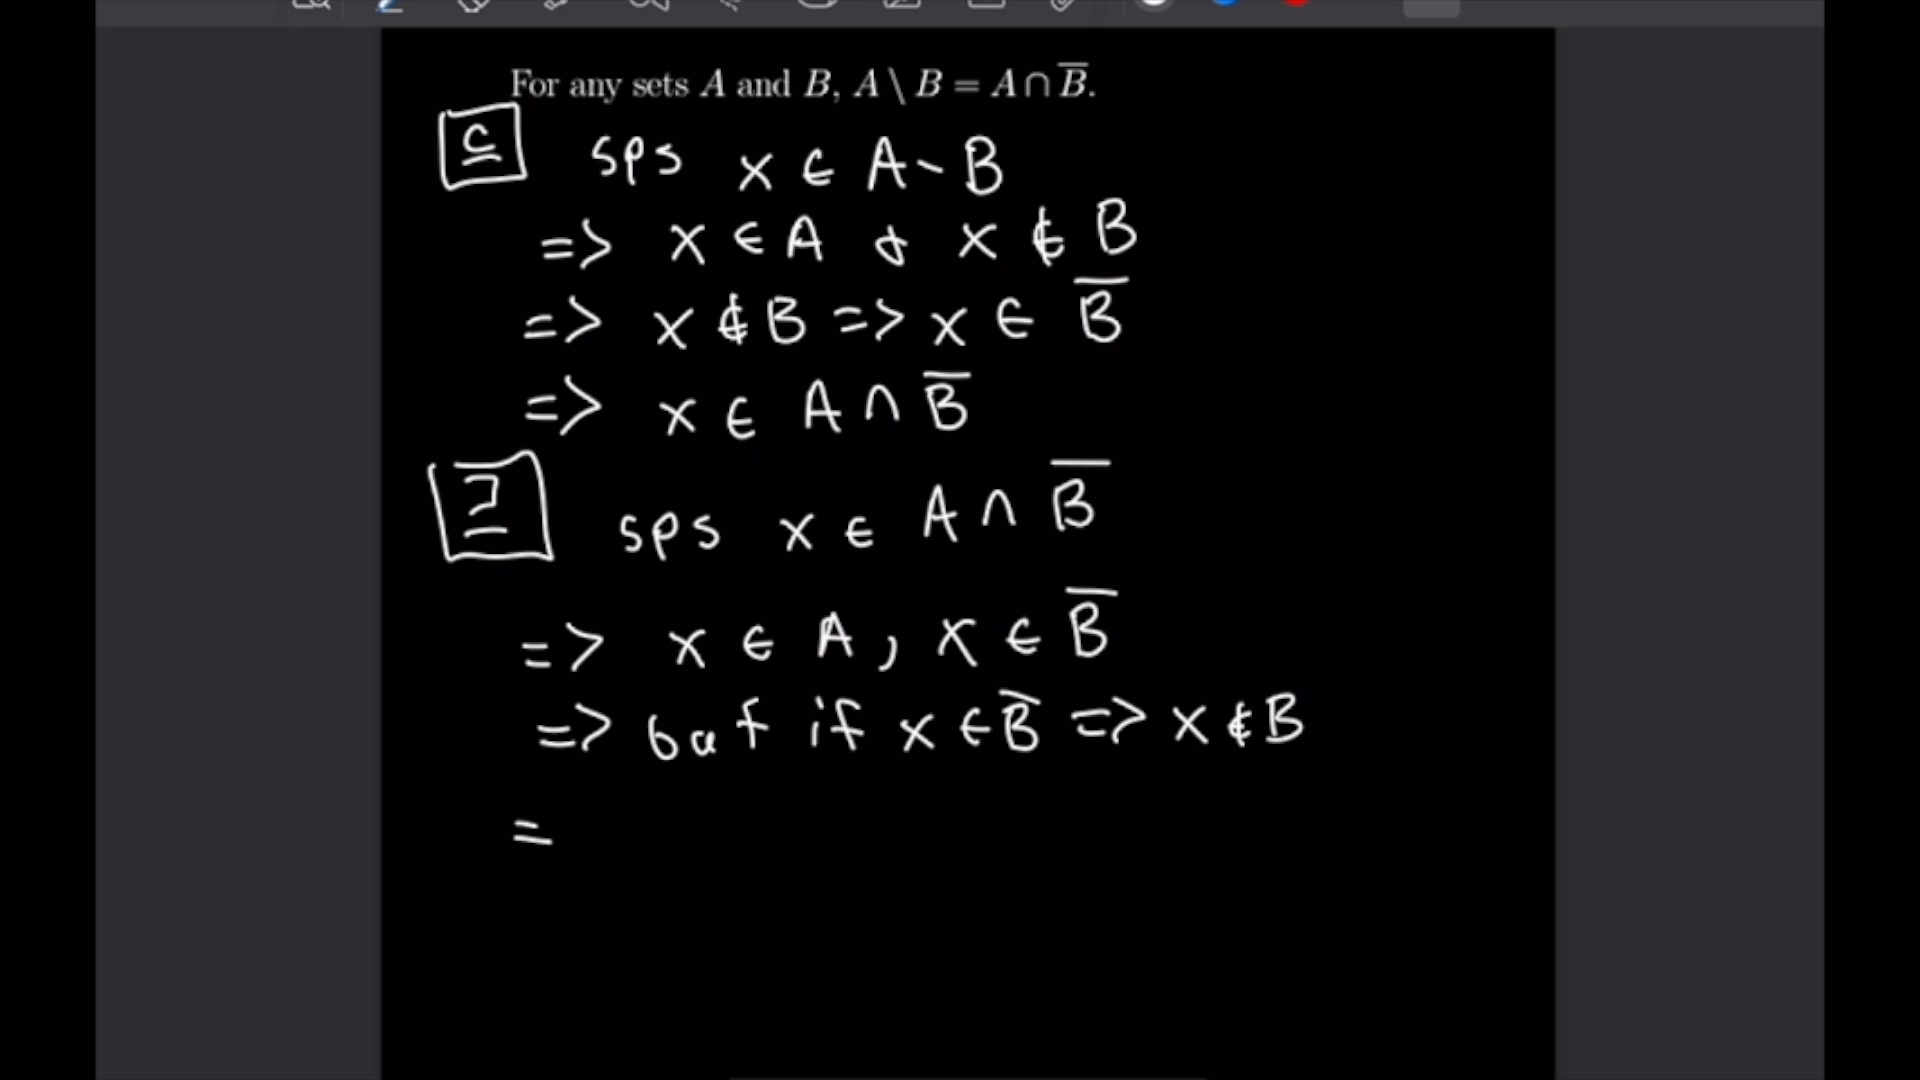 For any sets A and B, A \ B = A ∩ B̅.
⊆ sps x ∈ A - B
=> x ∈ A & x ∉ B
=> x ∉ B => x ∈ B̅
=> x ∈ A ∩ B̅
⊇ sps x ∈ A ∩ B̅
=> x ∈ A, x ∈ B̅
=> but if x ∈ B̅ => x ∉ B
=